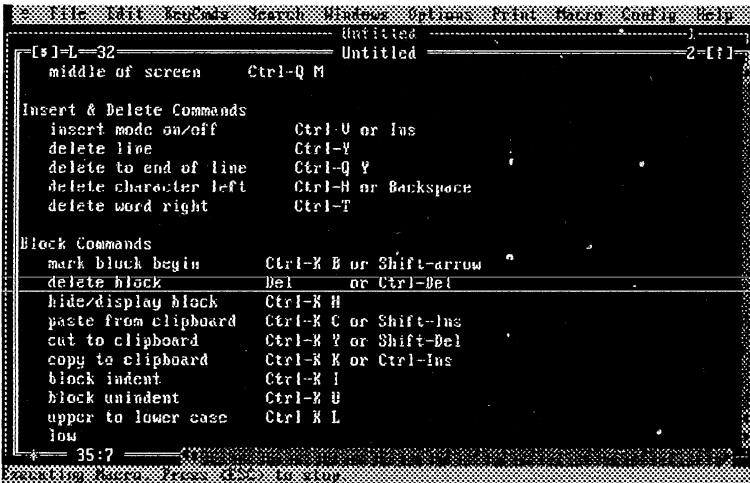 ≡ File Edit KeyCmds Search Windows Options Print Macro Config Help
Untitled 1
[‡]=L=32 Untitled 2=[↑]
middle of screen Ctrl-Q M
Insert & Delete Commands
insert mode on/off Ctrl-V or Ins
delete line Ctrl-Y
delete to end of line Ctrl-Q Y
delete character left Ctrl-H or Backspace
delete word right Ctrl-T
Block Commands
mark block begin Ctrl-K B or Shift-arrow
delete block Del or Ctrl-Del
hide/display block Ctrl-K H
paste from clipboard Ctrl-K C or Shift-Ins
cut to clipboard Ctrl-K Y or Shift-Del
copy to clipboard Ctrl-K K or Ctrl-Ins
block indent Ctrl-K I
block unindent Ctrl-K U
upper to lower case Ctrl K L
low
* 35:7
Executing Macro. Press <ESC> to stop